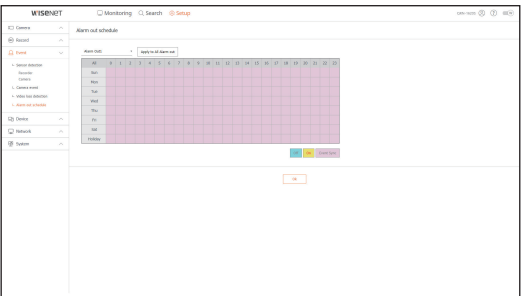 WISENET
Monitoring Search Setup
Camera
Record
Event
Sensor detection
Recorder
Camera
Camera event
Video loss detection
Alarm out schedule
Device
Network
System
Alarm out schedule
Apply to All Alarm out
All 0 1 2 3 4 5 6 7 8 9 10 11 12 13 14 15 16 17 18 19 20 21 22 23
Sun
Mon
Tue
Wed
Thu
Fri
Sat
Holiday
On Event Sync
OK